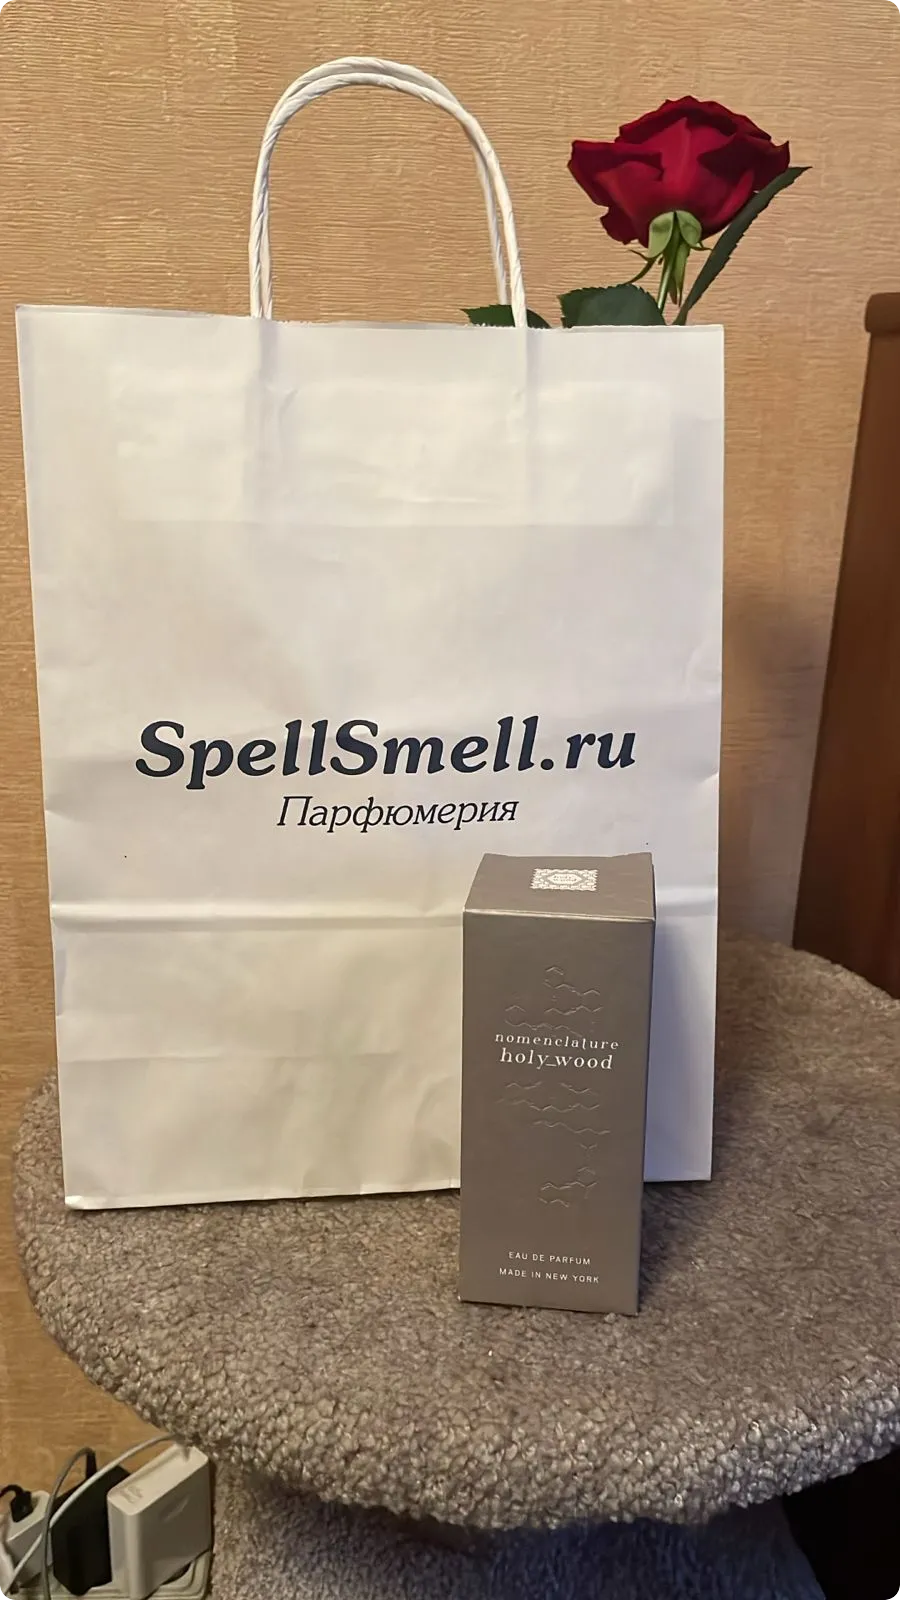 SpellSmell.ru
Парфюмерия
nomenclature
holy_wood
EAU DE PARFUM
MADE IN NEW YORK